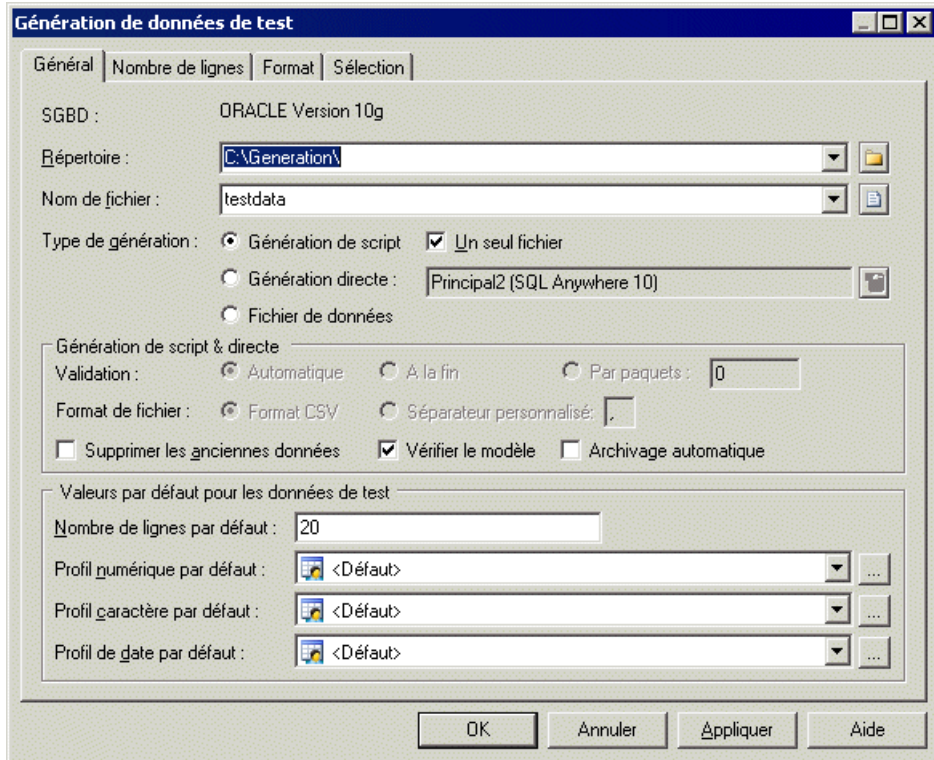 Génération de données de test
Général Nombre de lignes Format Sélection
SGBD : ORACLE Version 10g
Répertoire : C:\Generation\
Nom de fichier : testdata
Type de génération : Génération de script Un seul fichier
Génération directe : Principal2 (SQL Anywhere 10)
Fichier de données
Génération de script & directe
Validation : Automatique A la fin Par paquets : 0
Format de fichier : Format CSV Séparateur personnalisé: ,
Supprimer les anciennes données Vérifier le modèle Archivage automatique
Valeurs par défaut pour les données de test
Nombre de lignes par défaut : 20
Profil numérique par défaut : <Défaut> ...
Profil caractère par défaut : <Défaut> ...
Profil de date par défaut : <Défaut> ...
OK Annuler Appliquer Aide